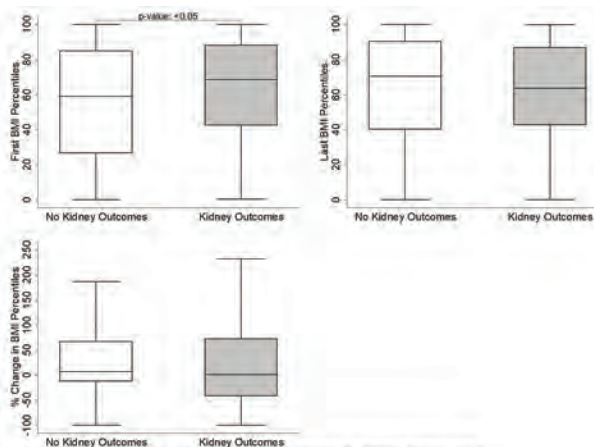 p-value: <0.05
First BMI Percentiles
0 20 40 60 80 100
No Kidney Outcomes Kidney Outcomes
Last BMI Percentiles
0 20 40 60 80 100
No Kidney Outcomes Kidney Outcomes
% Change in BMI Percentiles
-100 -50 0 50 100 150 200 250
No Kidney Outcomes Kidney Outcomes